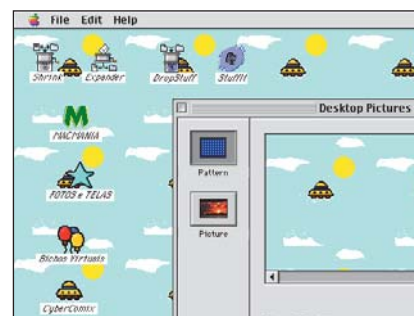 File Edit Help
Shrink Expander DropStuff StuffIt
Desktop Pictures
MACMANIA
Pattern
FOTOS e TELAS
Picture
Bichos Virtuais
CyberComix